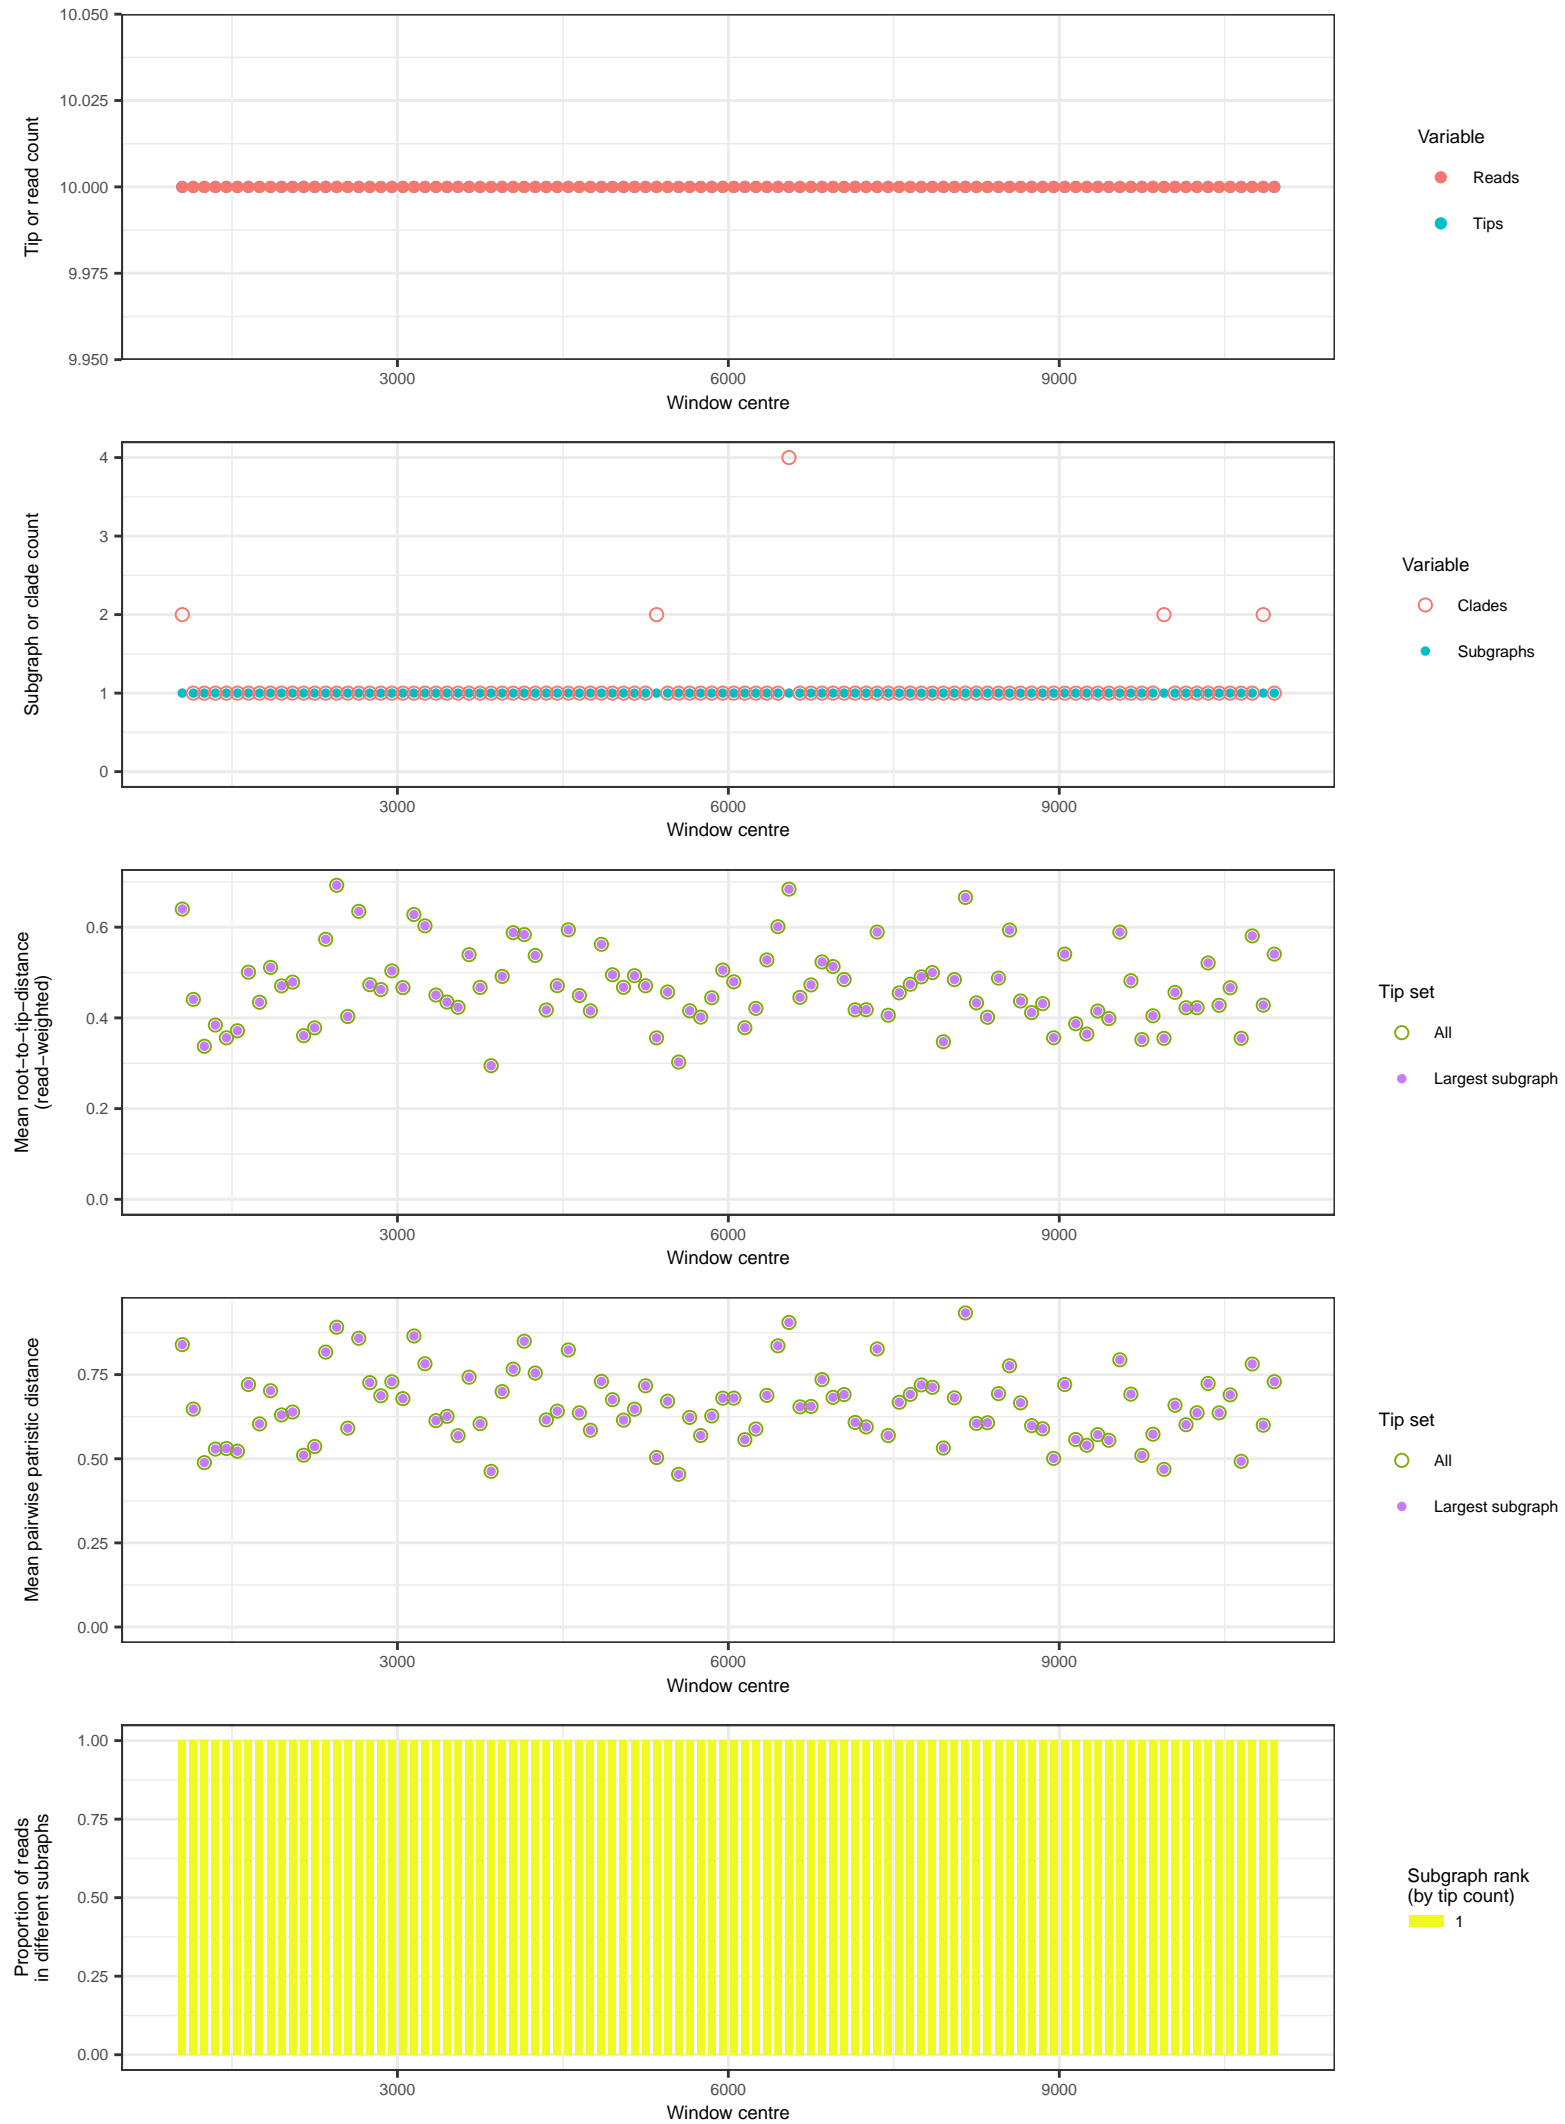 10.050
10.025
10.000
9.975
9.950
Tip or read count
3000
6000
9000
Window centre
Variable
Reads
Tips
4
3
2
1
0
Subgraph or clade count
3000
6000
9000
Window centre
Variable
Clades
Subgraphs
0.6
0.4
0.2
0.0
Mean root−to−tip−distance
(read−weighted)
3000
6000
9000
Window centre
Tip set
All
Largest subgraph
0.75
0.50
0.25
0.00
Mean pairwise patristic distance
3000
6000
9000
Window centre
Tip set
All
Largest subgraph
1.00
0.75
0.50
0.25
0.00
Proportion of reads
in different subraphs
3000
6000
9000
Window centre
Subgraph rank
(by tip count)
1